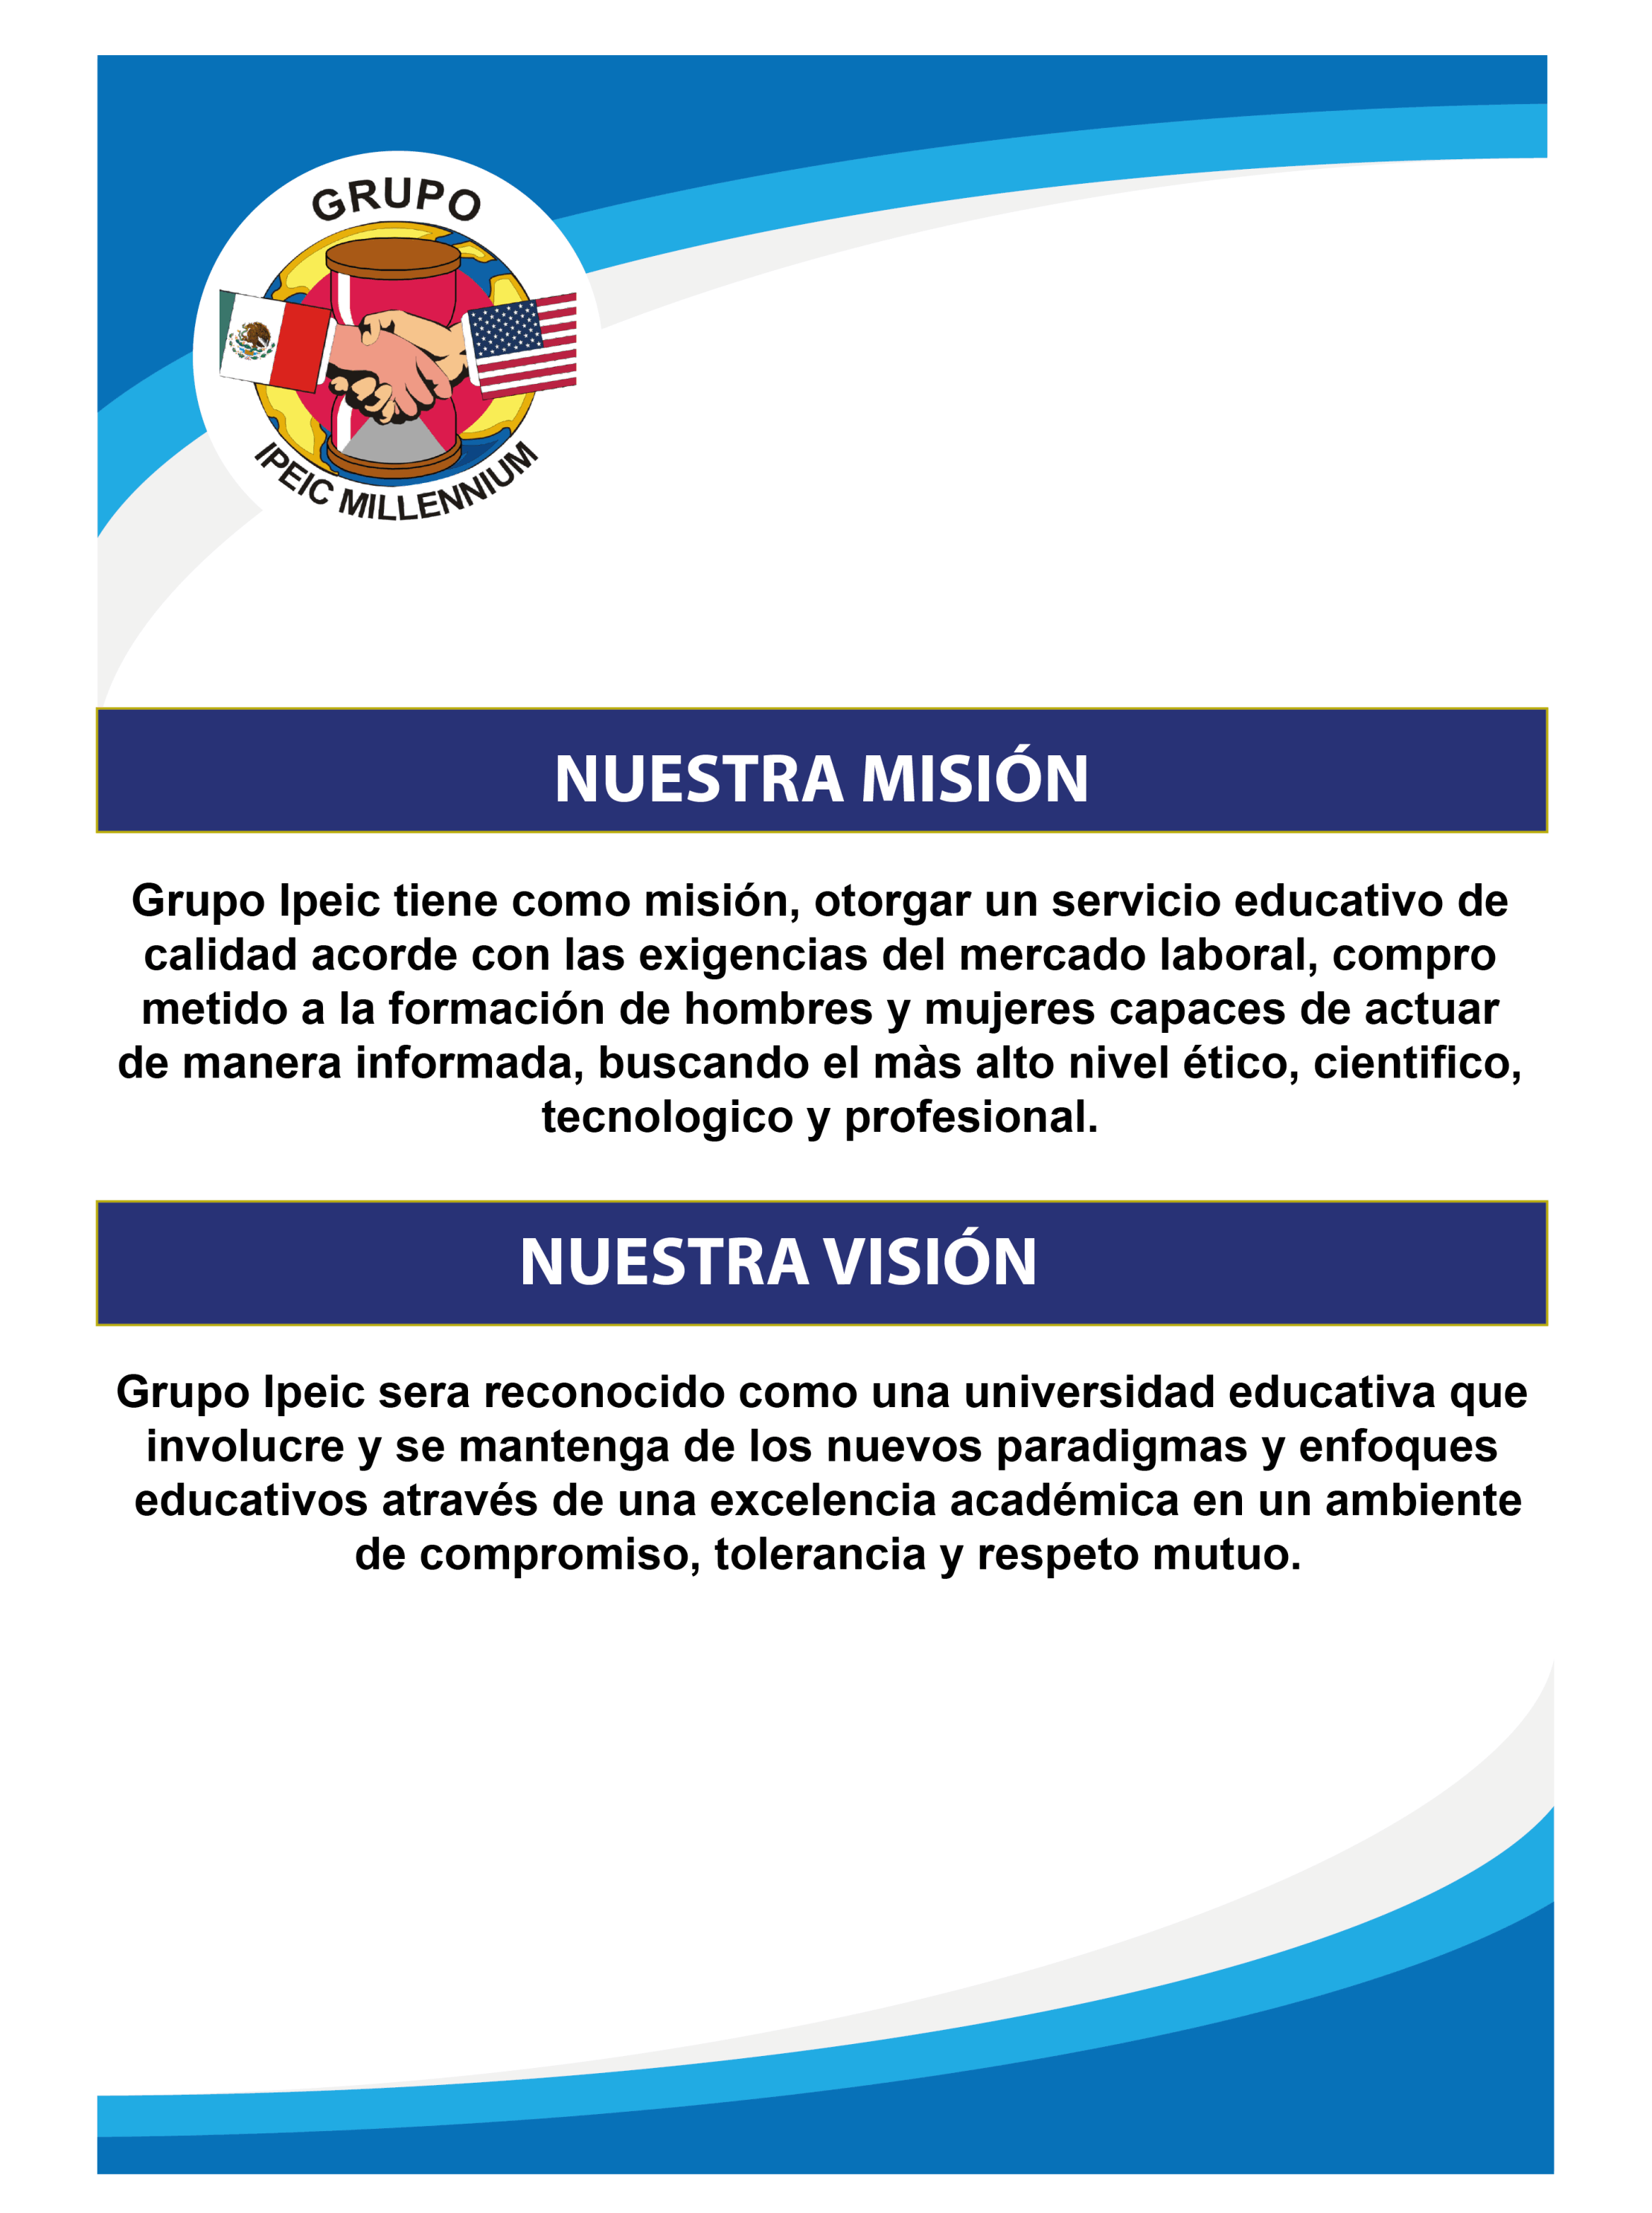 GRUPO
IPEIC MILLENNIUM
NUESTRA MISIÓN
Grupo Ipeic tiene como misión, otorgar un servicio educativo de
calidad acorde con las exigencias del mercado laboral, compro
metido a la formación de hombres y mujeres capaces de actuar
de manera informada, buscando el màs alto nivel ético, cientifico,
tecnologico y profesional.
NUESTRA VISIÓN
Grupo Ipeic sera reconocido como una universidad educativa que
involucre y se mantenga de los nuevos paradigmas y enfoques
educativos através de una excelencia académica en un ambiente
de compromiso, tolerancia y respeto mutuo.